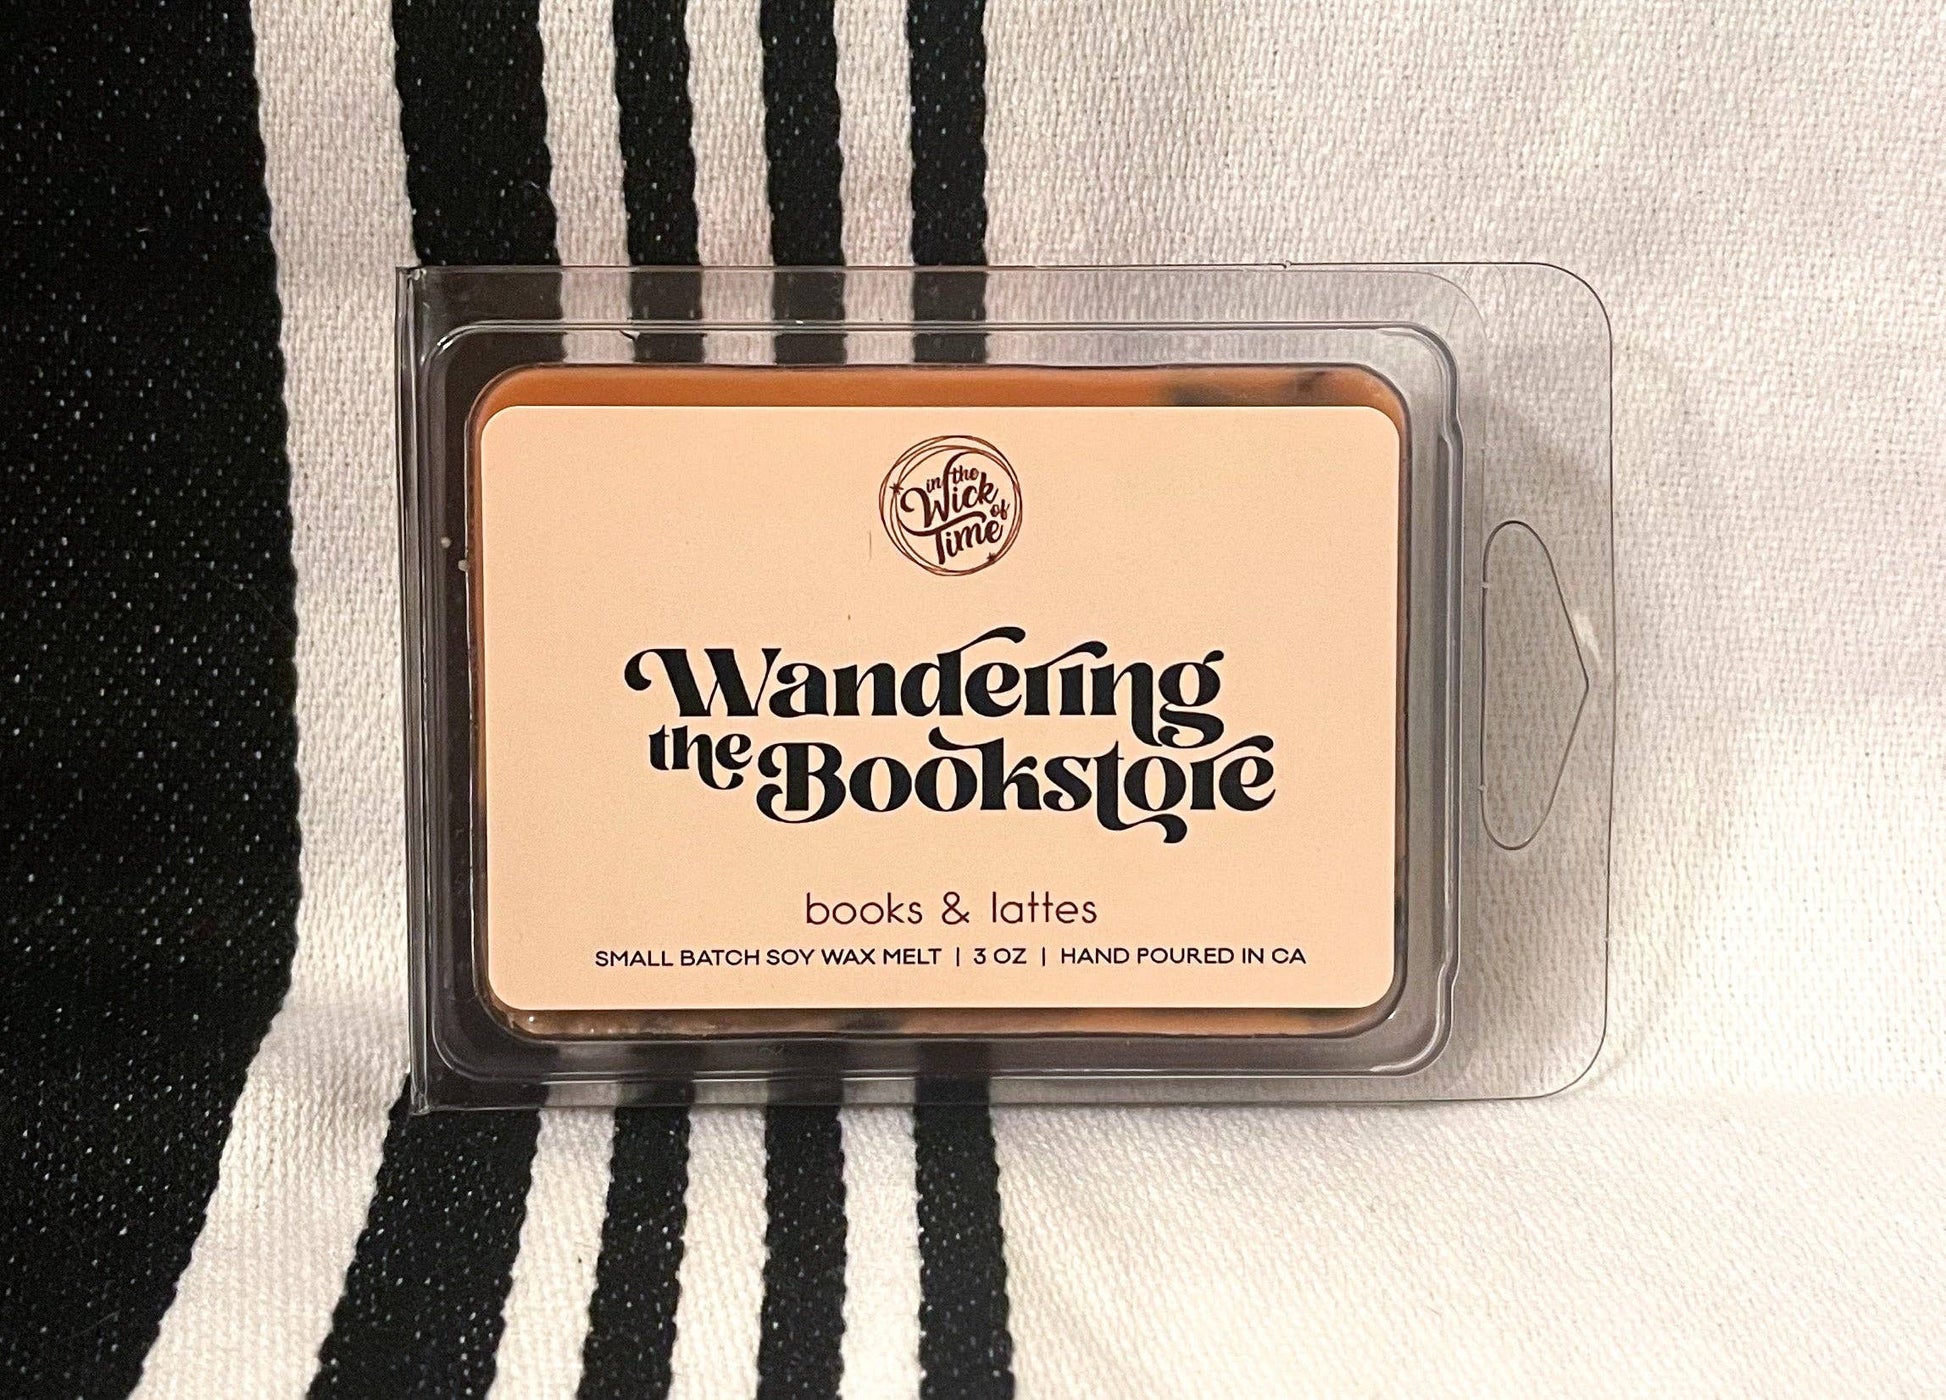 in the
Wick of
Time
Wandering
the Bookstore
books & lattes
SMALL BATCH SOY WAX MELT | 3 OZ | HAND POURED IN CA